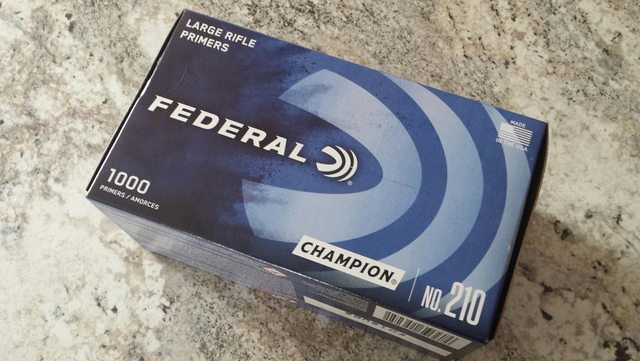 LARGE RIFLE
PRIMERS
MADE
IN THE USA
FEDERAL®
1000
PRIMERS / AMORCES
CHAMPION®
NO. 210